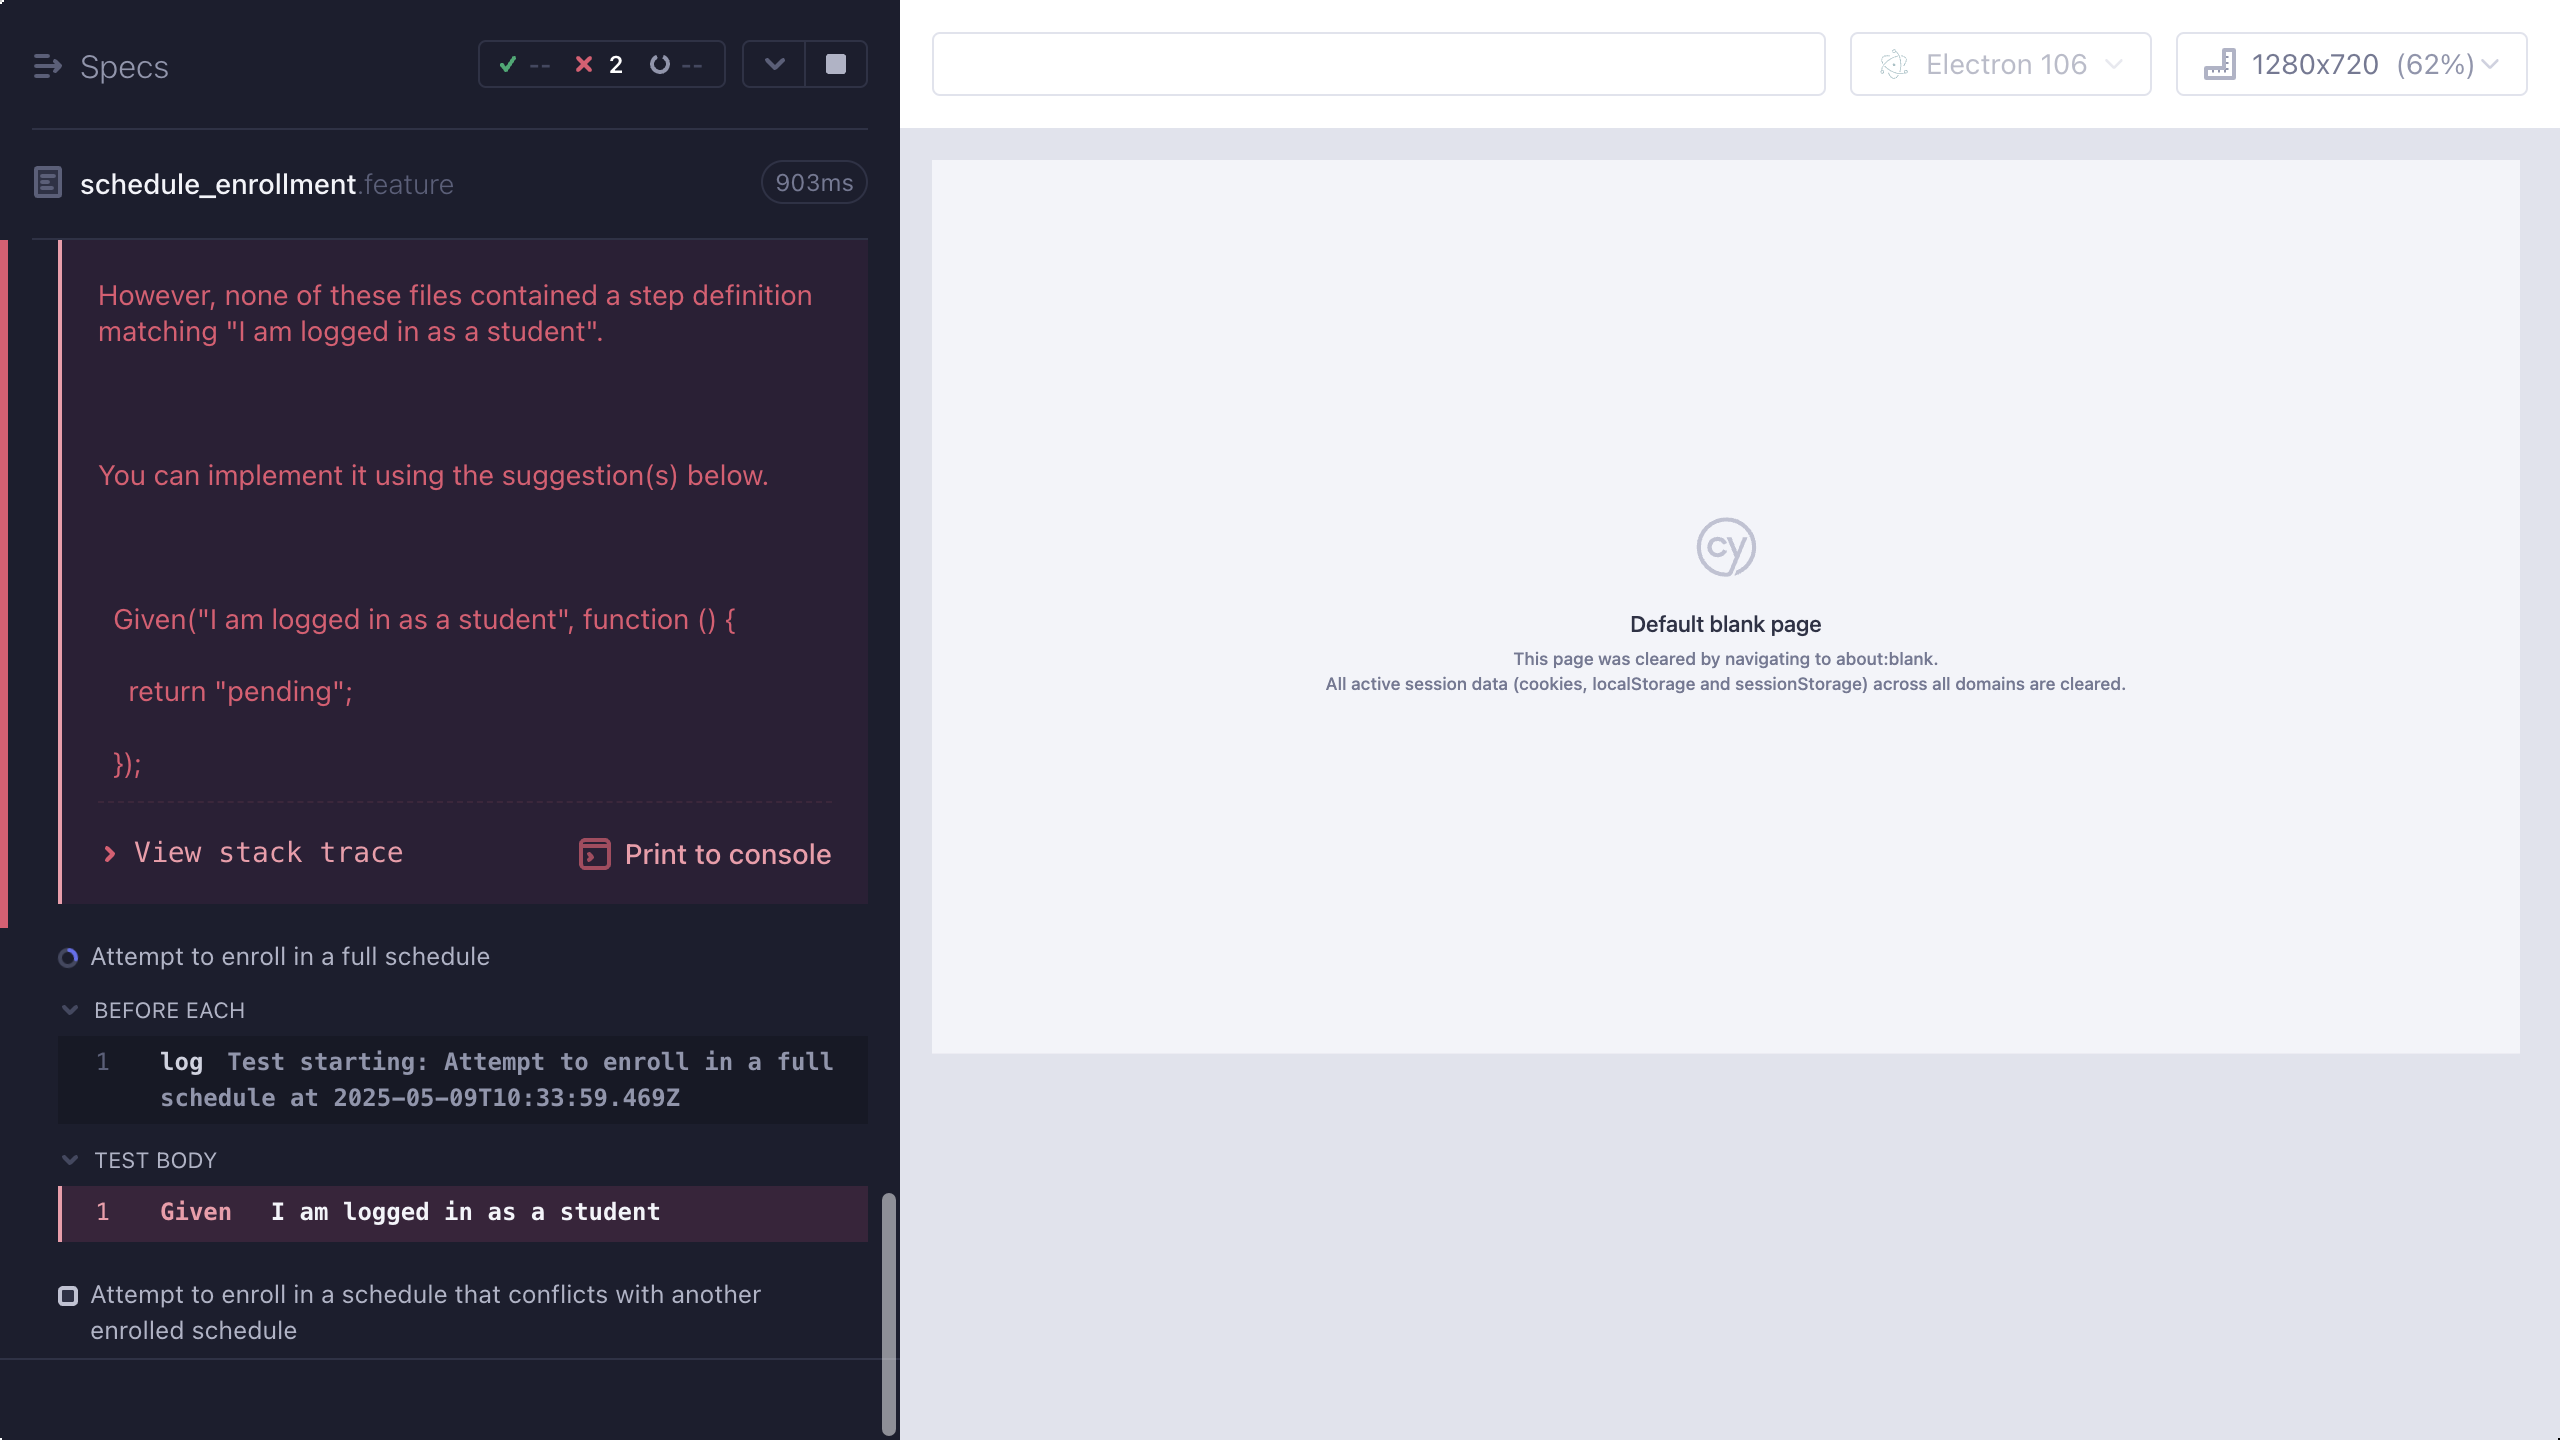 Specs
-- 2 --
schedule_enrollment.feature
903ms
However, none of these files contained a step definition
matching "I am logged in as a student".
You can implement it using the suggestion(s) below.
Given("I am logged in as a student", function () {
return "pending";
});
View stack trace
Print to console
Attempt to enroll in a full schedule
BEFORE EACH
1 log Test starting: Attempt to enroll in a full
schedule at 2025-05-09T10:33:59.469Z
TEST BODY
1 Given I am logged in as a student
Attempt to enroll in a schedule that conflicts with another
enrolled schedule
Electron 106
1280x720 (62%)
cy
Default blank page
This page was cleared by navigating to about:blank.
All active session data (cookies, localStorage and sessionStorage) across all domains are cleared.